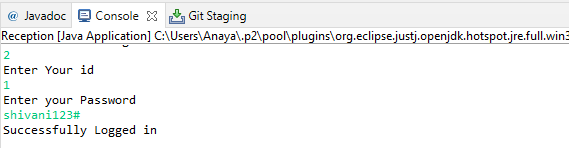 @ Javadoc Console Git Staging
Reception [Java Application] C:\Users\Anaya\.p2\pool\plugins\org.eclipse.justj.openjdk.hotspot.jre.full.win3
2
Enter Your id
1
Enter your Password
shivani123#
Successfully Logged in